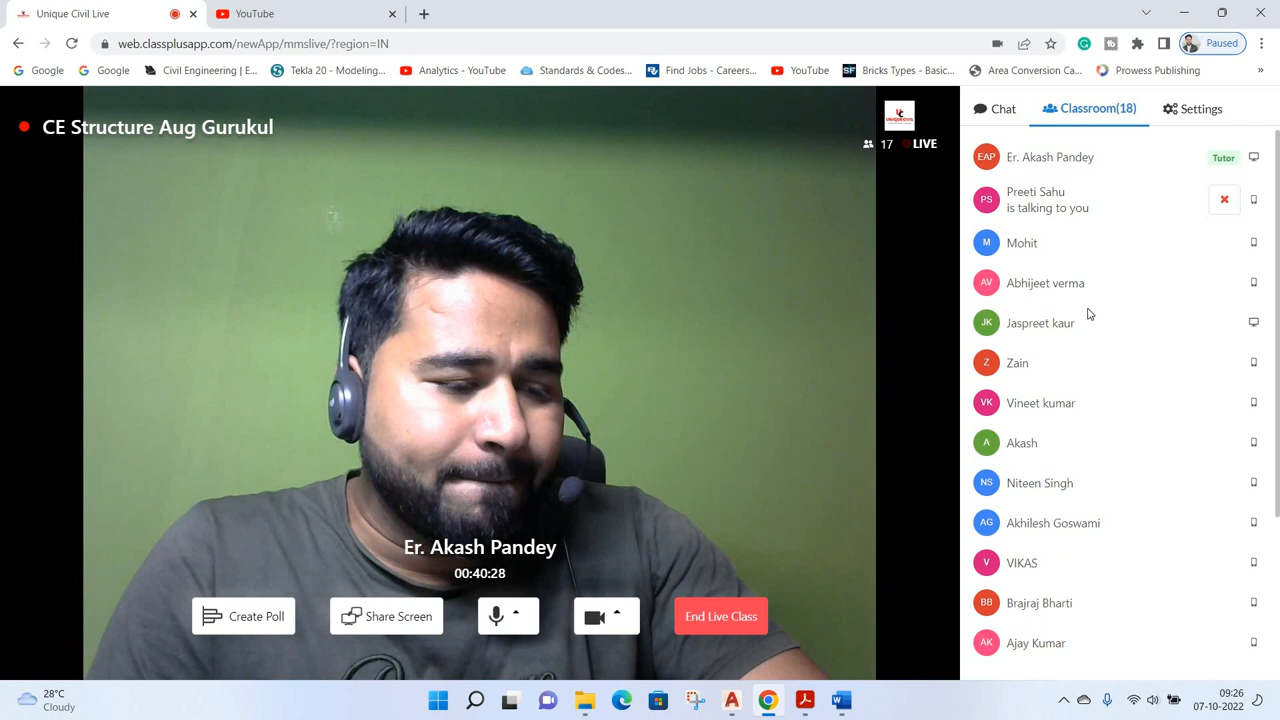 Unique Civil Live
YouTube
web.classplusapp.com/newApp/mmslive/?region=IN
Paused
Google
Google
Civil Engineering | E...
Tekla 20 - Modeling...
Analytics - YouTube
Standards & Codes...
Find Jobs - Careers...
YouTube
SF
Bricks Types - Basic...
Area Conversion Ca...
Prowess Publishing
»
CE Structure Aug Gurukul
UNIQUE CIVIL
17 LIVE
Er. Akash Pandey
00:40:28
Create Poll
Share Screen
End Live Class
Chat
Classroom(18)
Settings
EAP Er. Akash Pandey Tutor
PS Preeti Sahu
is talking to you
M Mohit
AV Abhijeet verma
JK Jaspreet kaur
Z Zain
VK Vineet kumar
A Akash
NS Niteen Singh
AG Akhilesh Goswami
V VIKAS
BB Brajraj Bharti
AK Ajay Kumar
28°C
Cloudy
09:26
07-10-2022